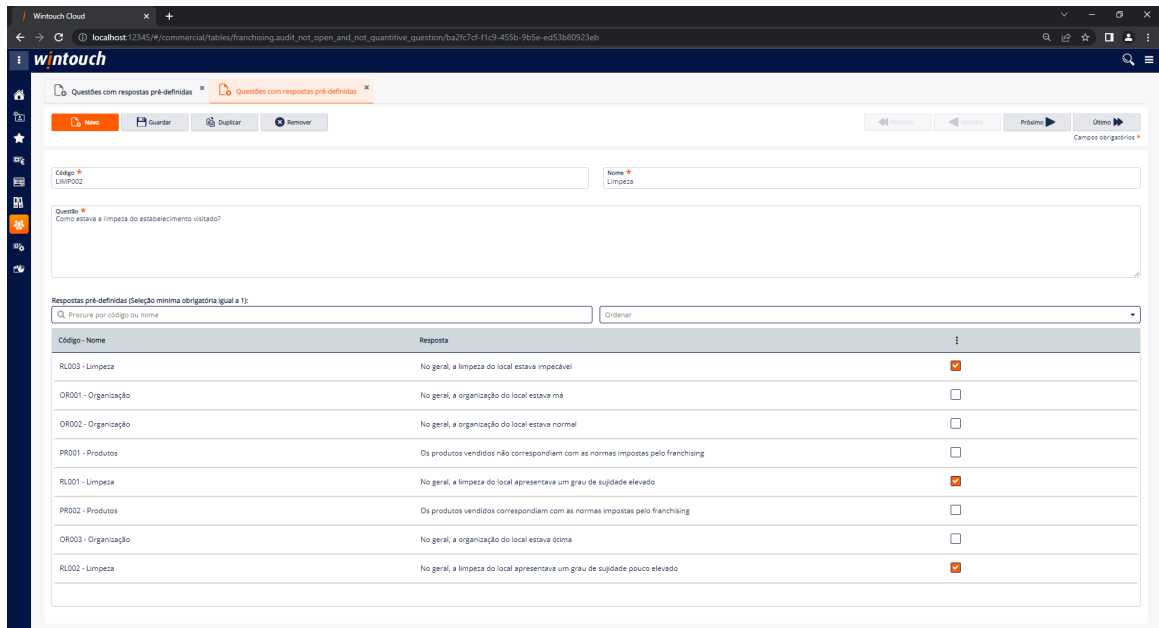 Wintouch Cloud
localhost:12345/#/commercial/tables/franchising.audit_not_open_and_not_quantitive_question/ba2fc7cf-f1c9-455b-9b5e-ed53b80923eb
wintouch
Questões com respostas pré-definidas Questões com respostas pré-definidas
Novo Guardar Duplicar Remover Primeiro Anterior Próximo Último
Campos obrigatórios *
Código * Nome *
LIMP002 Limpeza
Questão *
Como estava a limpeza do estabelecimento visitado?
Respostas pré-definidas (Seleção mínima obrigatória igual a 1):
Procure por código ou nome Ordenar
Código - Nome Resposta
RL003 - Limpeza No geral, a limpeza do local estava impecável
OR001 - Organização No geral, a organização do local estava má
OR002 - Organização No geral, a organização do local estava normal
PR001 - Produtos Os produtos vendidos não correspondiam com as normas impostas pelo franchising
RL001 - Limpeza No geral, a limpeza do local apresentava um grau de sujidade elevado
PR002 - Produtos Os produtos vendidos correspondiam com as normas impostas pelo franchising
OR003 - Organização No geral, a organização do local estava ótima
RL002 - Limpeza No geral, a limpeza do local apresentava um grau de sujidade pouco elevado